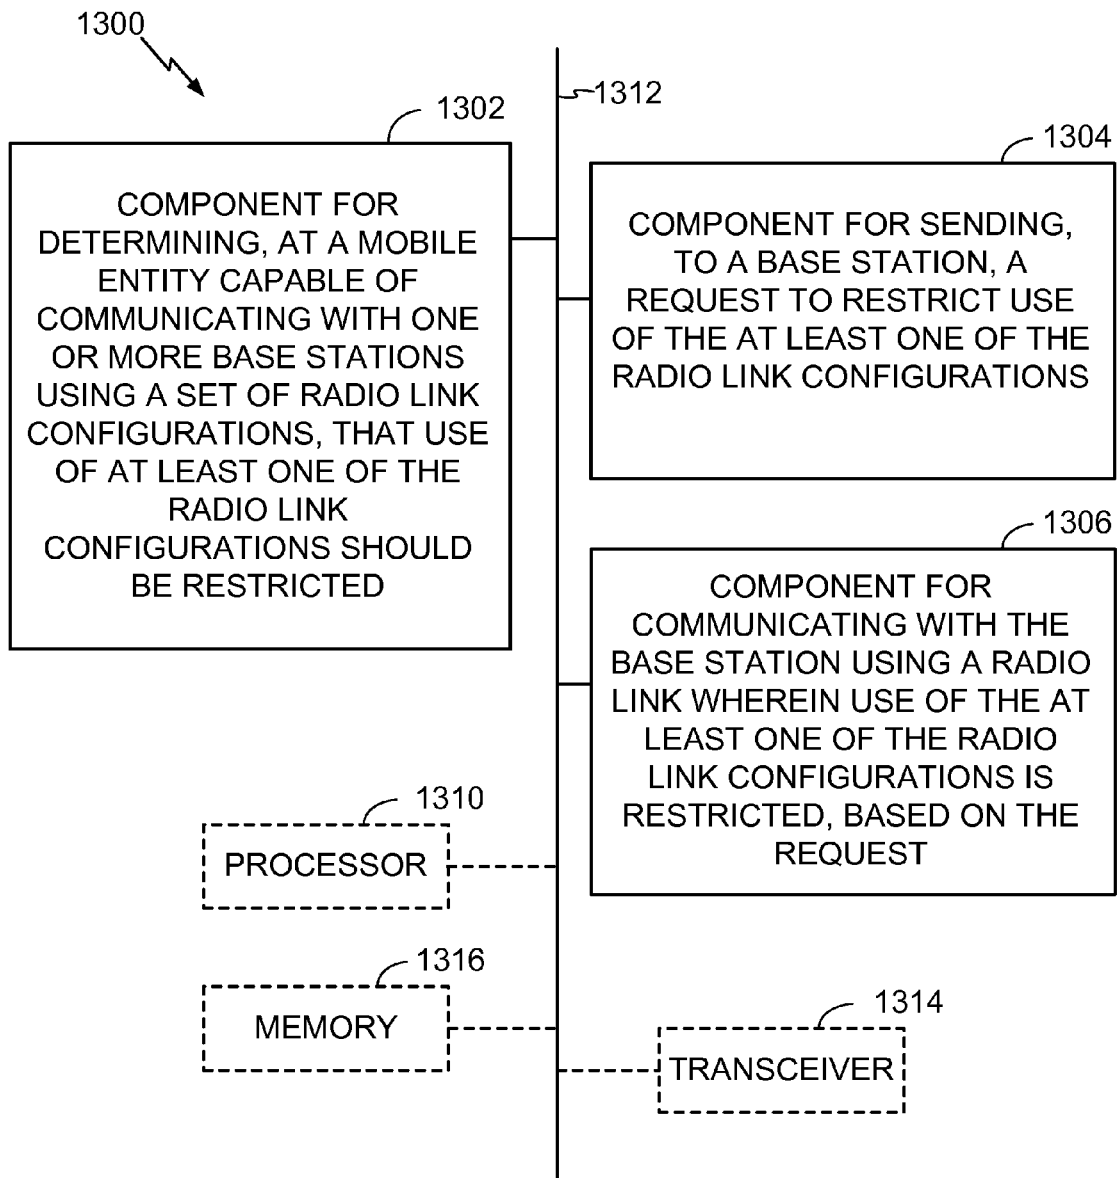 1300
1312
1302
COMPONENT FOR
DETERMINING, AT A MOBILE
ENTITY CAPABLE OF
COMMUNICATING WITH ONE
OR MORE BASE STATIONS
USING A SET OF RADIO LINK
CONFIGURATIONS, THAT USE
OF AT LEAST ONE OF THE
RADIO LINK
CONFIGURATIONS SHOULD
BE RESTRICTED
1304
COMPONENT FOR SENDING,
TO A BASE STATION, A
REQUEST TO RESTRICT USE
OF THE AT LEAST ONE OF THE
RADIO LINK CONFIGURATIONS
1306
COMPONENT FOR
COMMUNICATING WITH THE
BASE STATION USING A RADIO
LINK WHEREIN USE OF THE AT
LEAST ONE OF THE RADIO
LINK CONFIGURATIONS IS
RESTRICTED, BASED ON THE
REQUEST
1310
PROCESSOR
1316
MEMORY
1314
TRANSCEIVER